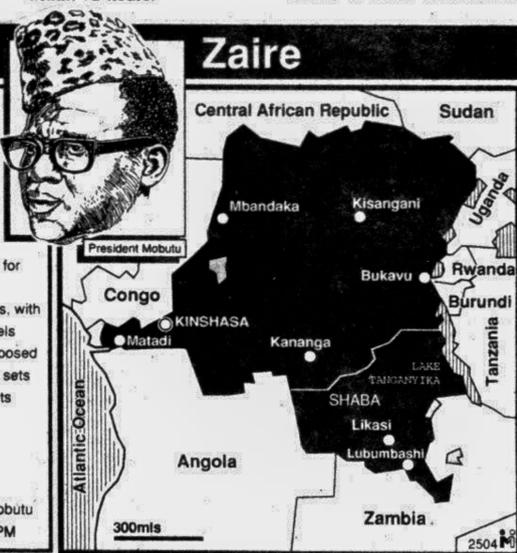 Zaire
Central African Republic
Sudan
Mbandaka
Kisangani
Uganda
President Mobutu
for
Bukavu
Rwanda
Congo
s, with
Burundi
KINSHASA
els
Matadi
posed
Kananga
sets
LAKE
TANGANYIKA
Tanzania
ts
SHABA
Likasi
Lubumbashi
Atlantic Ocean
Angola
obutu
Zambia
300mls
PM
2504